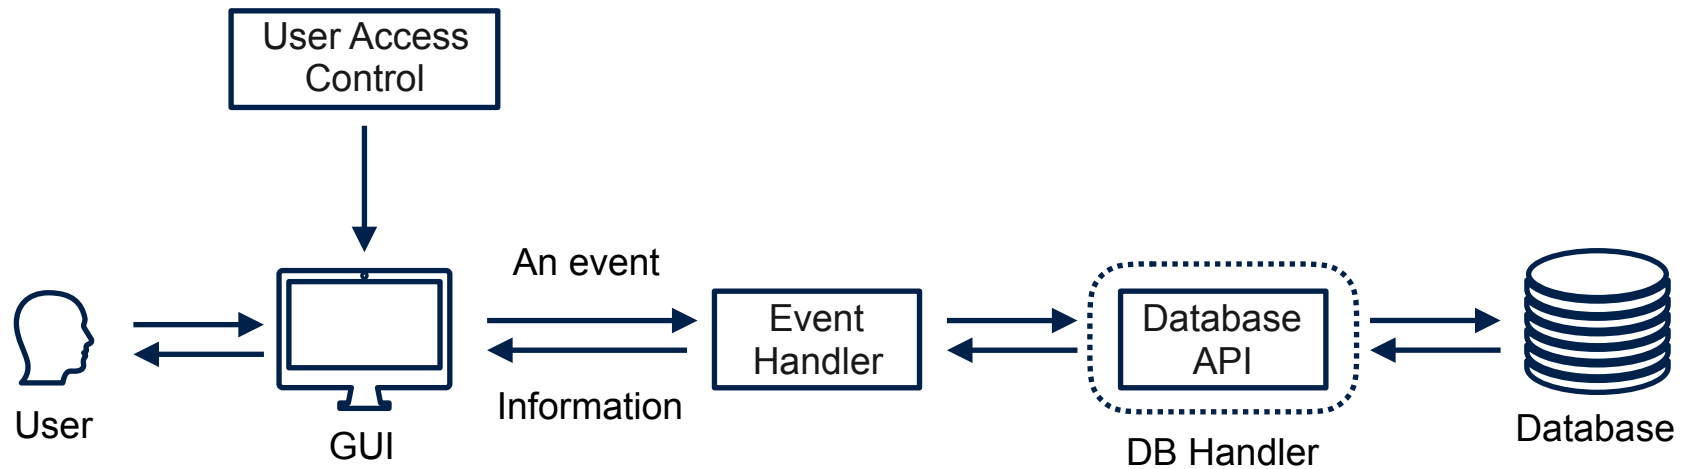 User Access
Control
An event
Event
Handler
Database
API
Information
User
GUI
DB Handler
Database